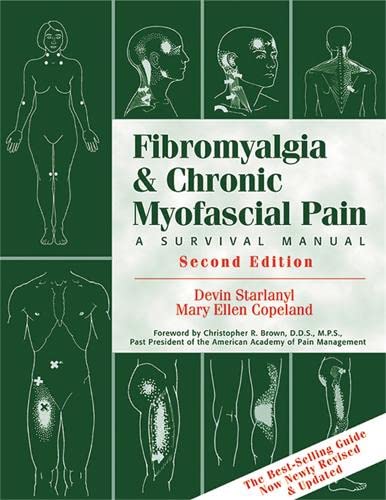 Fibromyalgia
& Chronic
Myofascial Pain
A SURVIVAL MANUAL
Second Edition
Devin Starlanyl
Mary Ellen Copeland
Foreword by Christopher R. Brown, D.D.S., M.P.S.,
Past President of the American Academy of Pain Management
The Best-Selling Guide
Now Newly Revised
& Updated